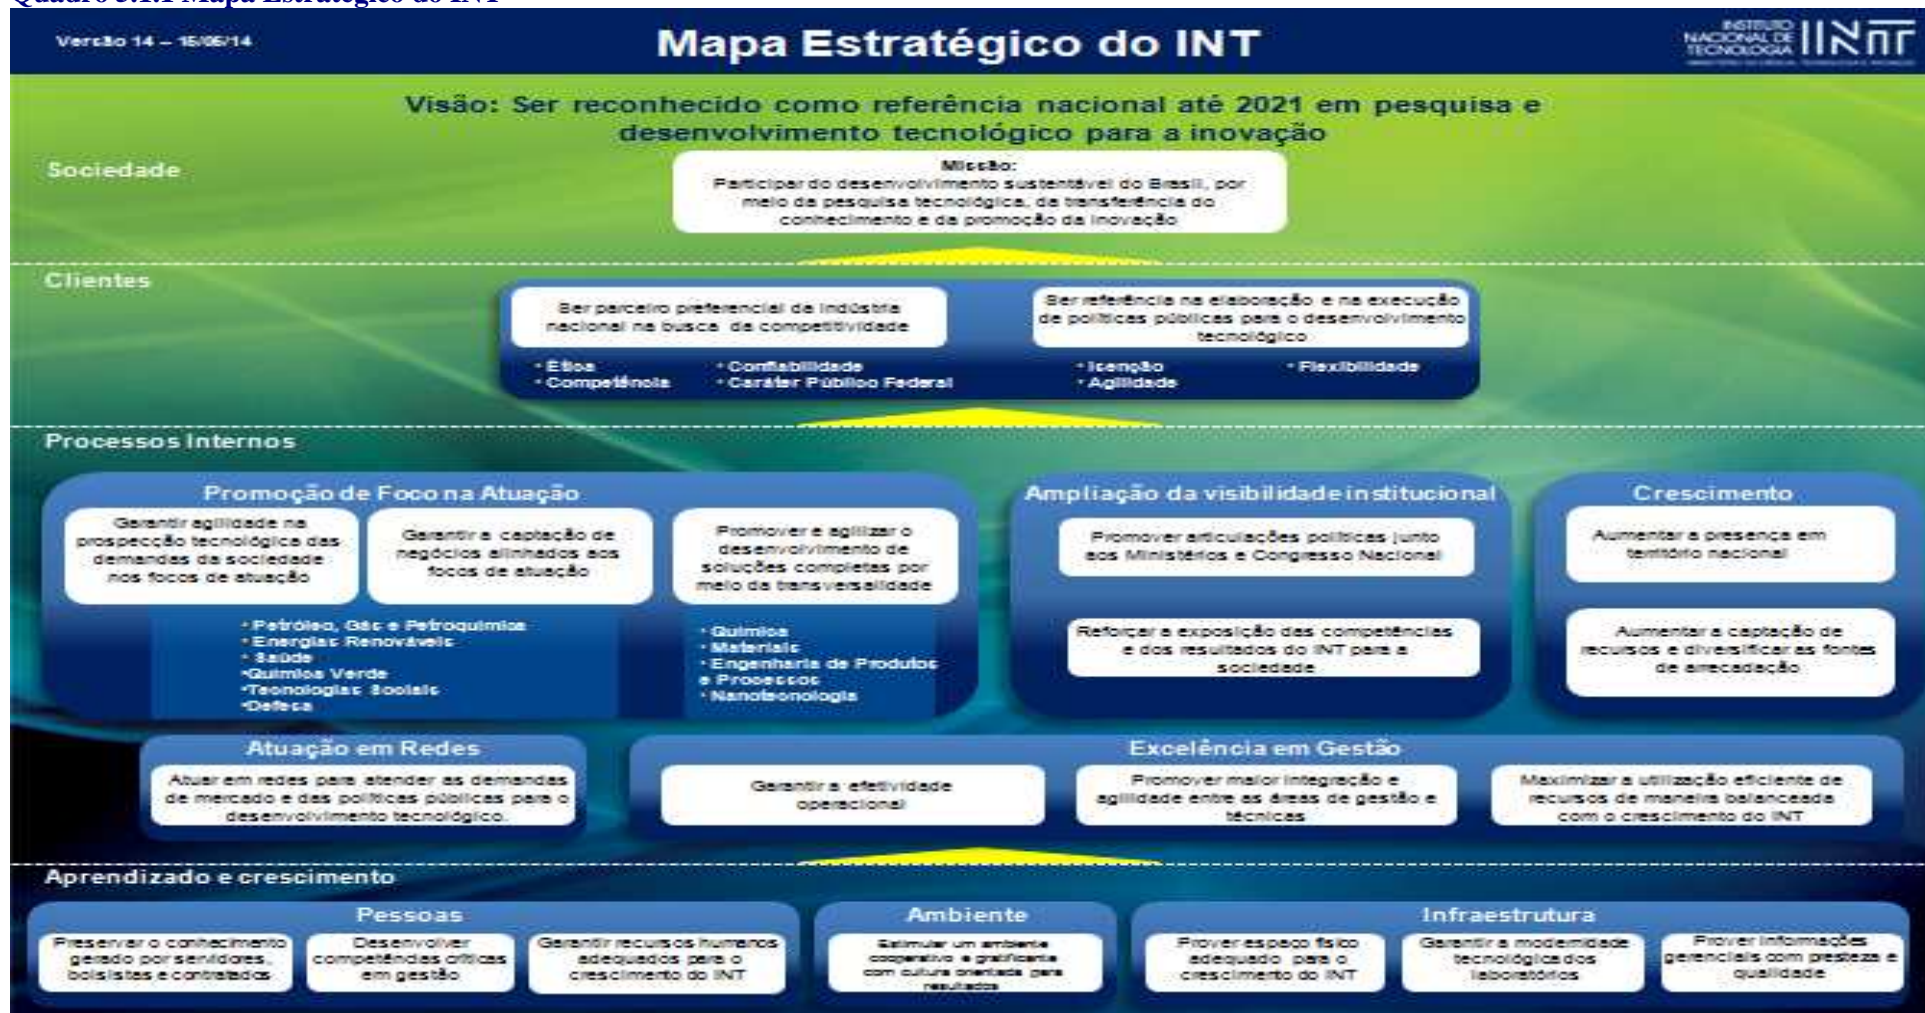 Quadro 3.1.1 Mapa Estratégico do INT
Versão 14 – 15/05/14
Mapa Estratégico do INT
INSTITUTO
NACIONAL DE
TECNOLOGIA
INT
Visão: Ser reconhecido como referência nacional até 2021 em pesquisa e
desenvolvimento tecnológico para a inovação
Sociedade
Missão:
Participar do desenvolvimento sustentável do Brasil, por
meio da pesquisa tecnológica, da transferência do
conhecimento e da promoção da inovação
Clientes
Ser parceiro preferencial da indústria
nacional na busca da competitividade
Ser referência na elaboração e na execução
de políticas públicas para o desenvolvimento
tecnológico
• Ética
• Competência
• Confiabilidade
• Caráter Público Federal
• Isenção
• Agilidade
• Flexibilidade
Processos Internos
Promoção de Foco na Atuação
Garantir agilidade na
prospecção tecnológica das
demandas da sociedade
nos focos de atuação
Garantir a captação de
negócios alinhados aos
focos de atuação
Promover e agilizar o
desenvolvimento de
soluções completas por
meio da transversalidade
• Petróleo, Gás e Petroquímica
• Energias Renováveis
• Saúde
•Química Verde
•Tecnologias Sociais
•Defesa
• Química
• Materiais
• Engenharia de Produtos
e Processos
• Nanotecnologia
Ampliação da visibilidade institucional
Promover articulações políticas junto
aos Ministérios e Congresso Nacional
Reforçar a exposição das competências
e dos resultados do INT para a
sociedade
Crescimento
Aumentar a presença em
território nacional
Aumentar a captação de
recursos e diversificar as fontes
de arrecadação
Atuação em Redes
Atuar em redes para atender as demandas
de mercado e das políticas públicas para o
desenvolvimento tecnológico.
Excelência em Gestão
Garantir a efetividade
operacional
Promover maior integração e
agilidade entre as áreas de gestão e
técnicas
Maximizar a utilização eficiente de
recursos de maneira balanceada
com o crescimento do INT
Aprendizado e crescimento
Pessoas
Preservar o conhecimento
gerado por servidores,
bolsistas e contratados
Desenvolver
competências críticas
em gestão
Garantir recursos humanos
adequados para o
crescimento do INT
Ambiente
Estimular um ambiente
cooperativo e gratificante
com cultura orientada para
resultados
Infraestrutura
Prover espaço físico
adequado para o
crescimento do INT
Garantir a modernidade
tecnológica dos
laboratórios
Prover informações
gerenciais com presteza e
qualidade